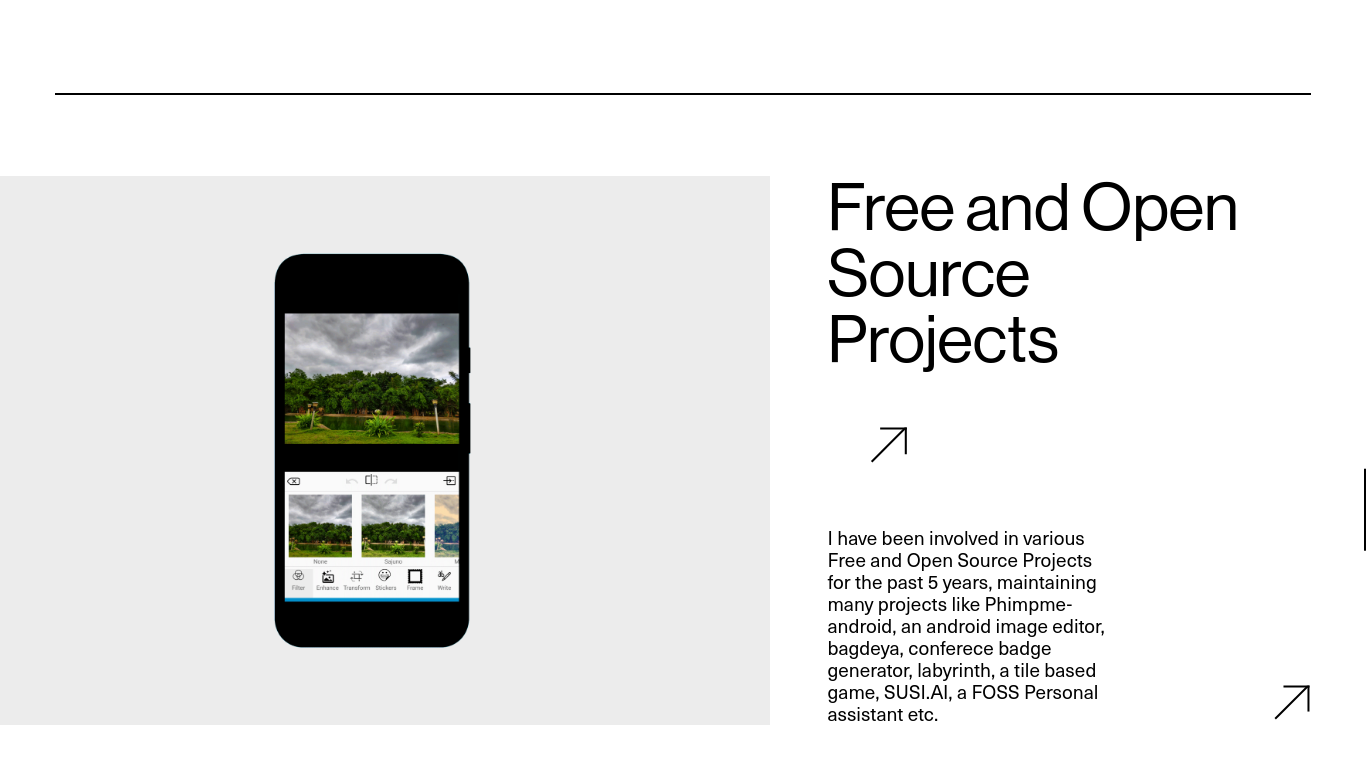 Free and Open
Source
Projects
I have been involved in various
Free and Open Source Projects
for the past 5 years, maintaining
many projects like Phimpme-
android, an android image editor,
bagdeya, conferece badge
generator, labyrinth, a tile based
game, SUSI.AI, a FOSS Personal
assistant etc.
None Sajuno M
Filter Enhance Transform Stickers Frame Write